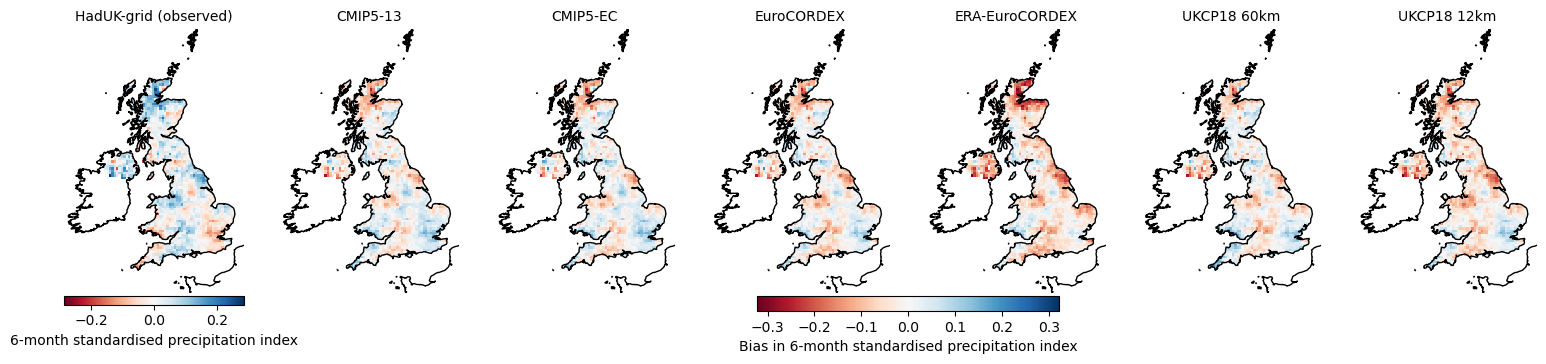 HadUK-grid (observed) CMIP5-13 CMIP5-EC EuroCORDEX ERA-EuroCORDEX UKCP18 60km UKCP18 12km
−0.2 0.0 0.2
6-month standardised precipitation index
−0.3 −0.2 −0.1 0.0 0.1 0.2 0.3
Bias in 6-month standardised precipitation index